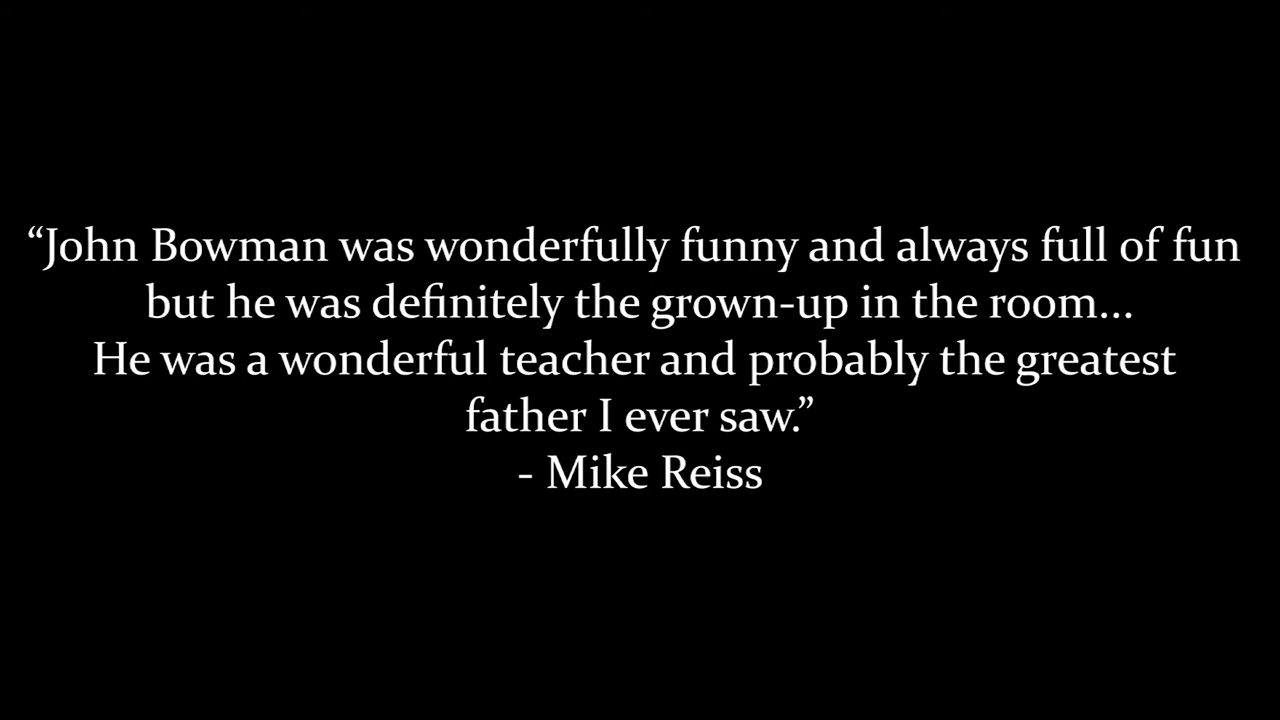 “John Bowman was wonderfully funny and always full of fun
but he was definitely the grown-up in the room...
He was a wonderful teacher and probably the greatest
father I ever saw.”
- Mike Reiss